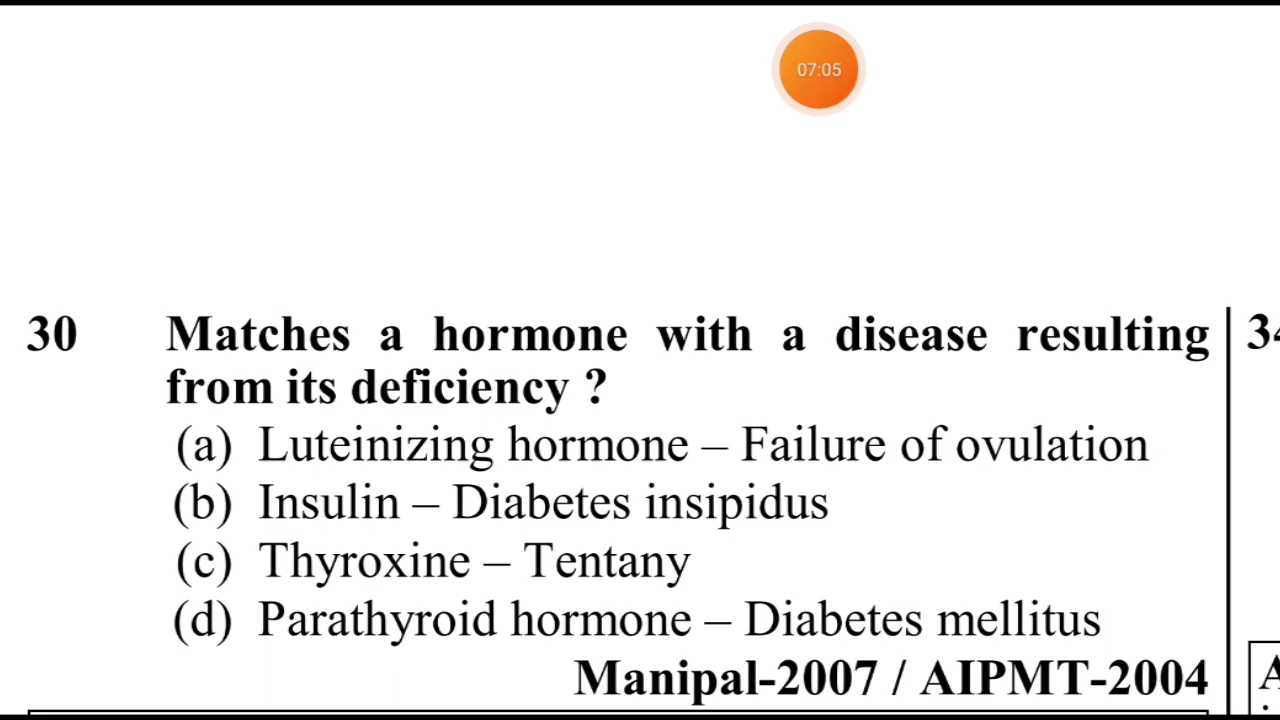 07:05
30 Matches a hormone with a disease resulting
from its deficiency ?
(a) Luteinizing hormone – Failure of ovulation
(b) Insulin – Diabetes insipidus
(c) Thyroxine – Tentany
(d) Parathyroid hormone – Diabetes mellitus
Manipal-2007 / AIPMT-2004